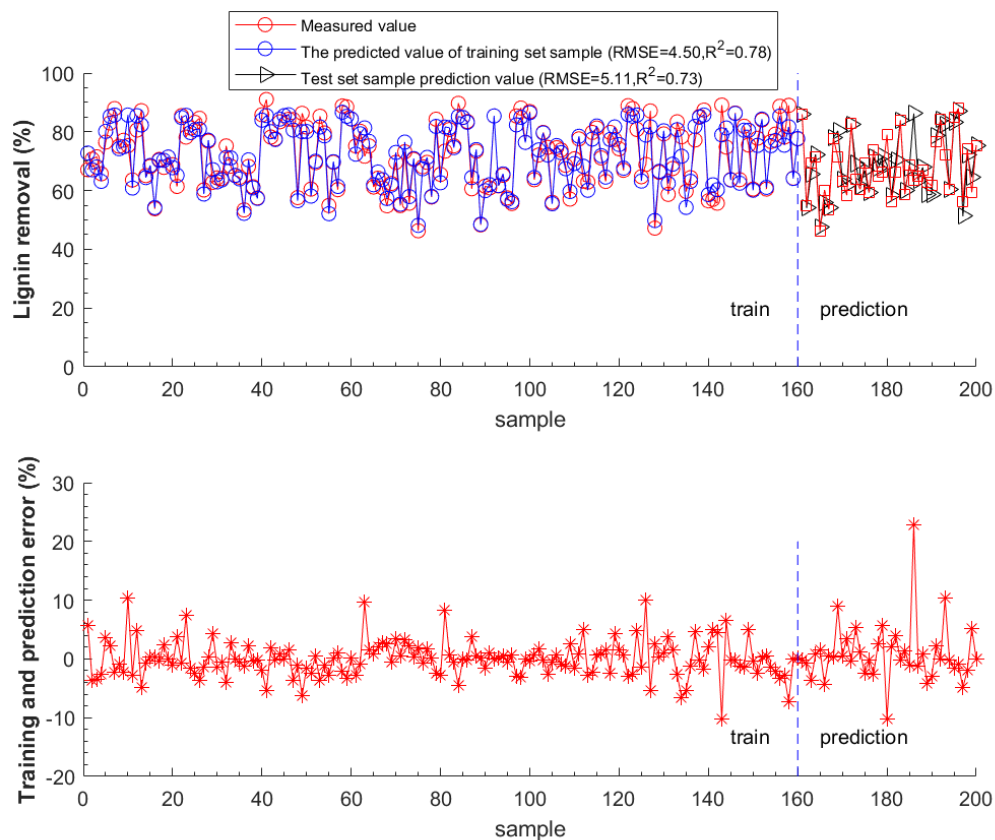 Measured value
The predicted value of training set sample (RMSE=4.50,R²=0.78)
Test set sample prediction value (RMSE=5.11,R²=0.73)
Lignin removal (%)
100
80
60
40
20
0
train
prediction
0 20 40 60 80 100 120 140 160 180 200
sample
Training and prediction error (%)
30
20
10
0
-10
-20
train
prediction
0 20 40 60 80 100 120 140 160 180 200
sample